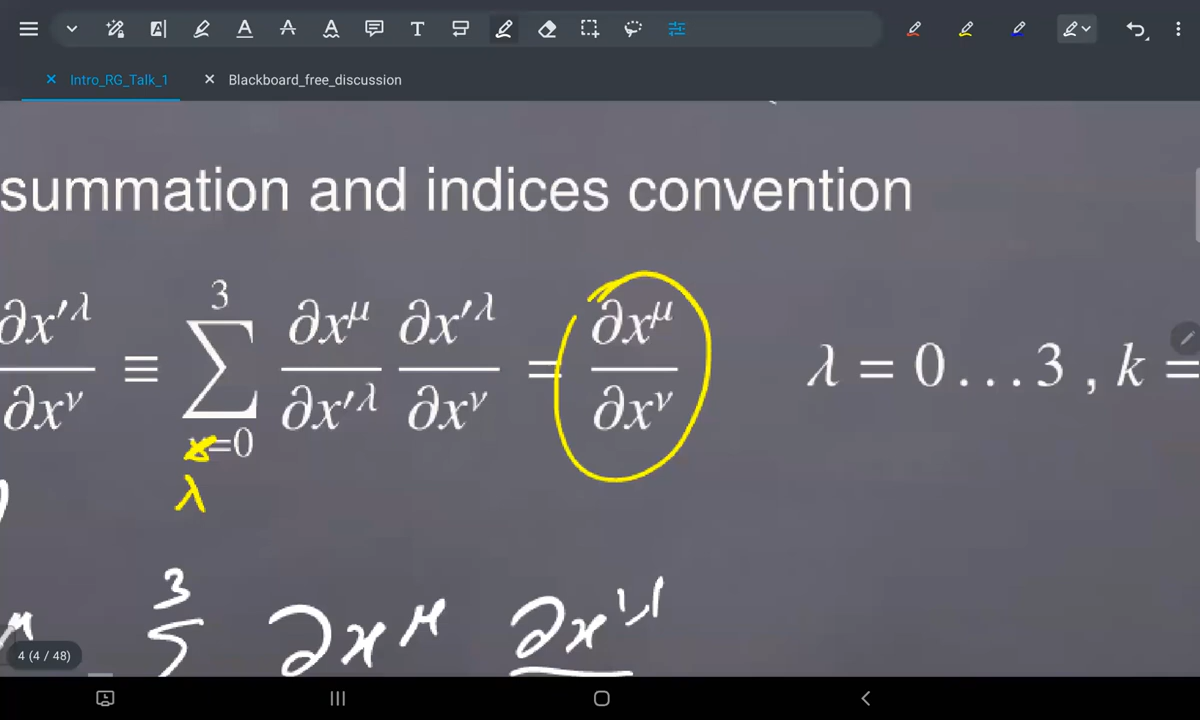 Intro_RG_Talk_1
Blackboard_free_discussion
summation and indices convention
∂x′^λ/∂x^ν ≡ ∑_{=0}^{3} ∂x^μ/∂x′^λ ∂x′^λ/∂x^ν = ∂x^μ/∂x^ν λ = 0 . . . 3 , k =
λ
3
∂x^μ ∂x'^λ
4 (4 / 48)